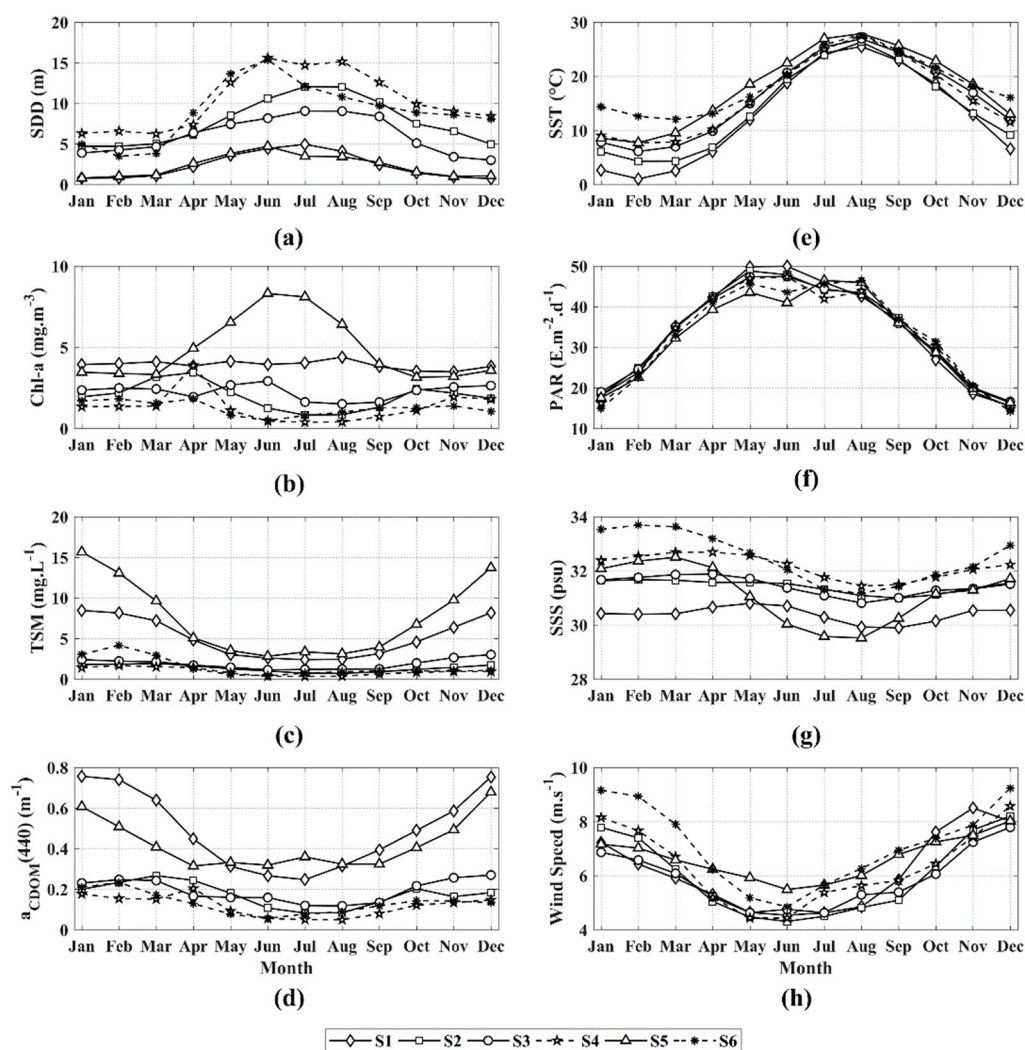 20
15
10
5
0
SDD (m)
Jan Feb Mar Apr May Jun Jul Aug Sep Oct Nov Dec
(a)
30
20
10
0
SST (°C)
Jan Feb Mar Apr May Jun Jul Aug Sep Oct Nov Dec
(e)
10
5
0
Chl-a (mg.m-3)
Jan Feb Mar Apr May Jun Jul Aug Sep Oct Nov Dec
(b)
50
40
30
20
10
PAR (E.m-2.d-1)
Jan Feb Mar Apr May Jun Jul Aug Sep Oct Nov Dec
(f)
20
15
10
5
0
TSM (mg.L-1)
Jan Feb Mar Apr May Jun Jul Aug Sep Oct Nov Dec
(c)
34
32
30
28
SSS (psu)
Jan Feb Mar Apr May Jun Jul Aug Sep Oct Nov Dec
(g)
0.8
0.6
0.4
0.2
0
aCDOM(440) (m-1)
Jan Feb Mar Apr May Jun Jul Aug Sep Oct Nov Dec
Month
(d)
10
8
6
4
Wind Speed (m.s-1)
Jan Feb Mar Apr May Jun Jul Aug Sep Oct Nov Dec
Month
(h)
S1 S2 S3 S4 S5 S6